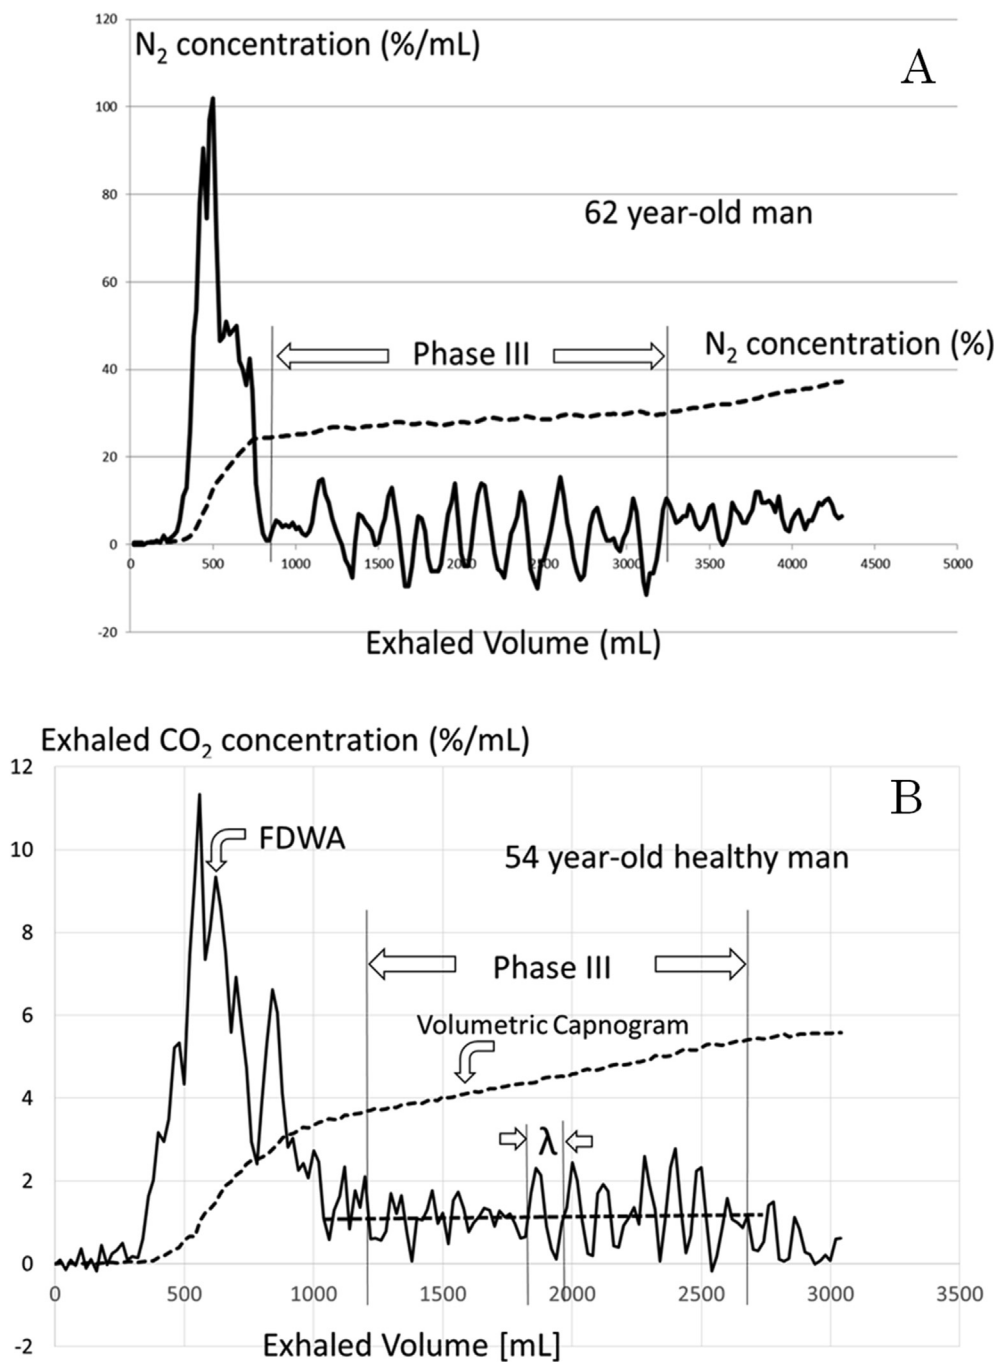 120
N₂ concentration (%/mL)
A
100
80
62 year-old man
60
Phase III
N₂ concentration (%)
40
20
0
0 500 1000 1500 2000 2500 3000 3500 4000 4500 5000
-20
Exhaled Volume (mL)
Exhaled CO₂ concentration (%/mL)
12
B
FDWA
10
54 year-old healthy man
8
Phase III
6
Volumetric Capnogram
4
λ
2
0
0 500 1000 1500 2000 2500 3000 3500
-2
Exhaled Volume [mL]